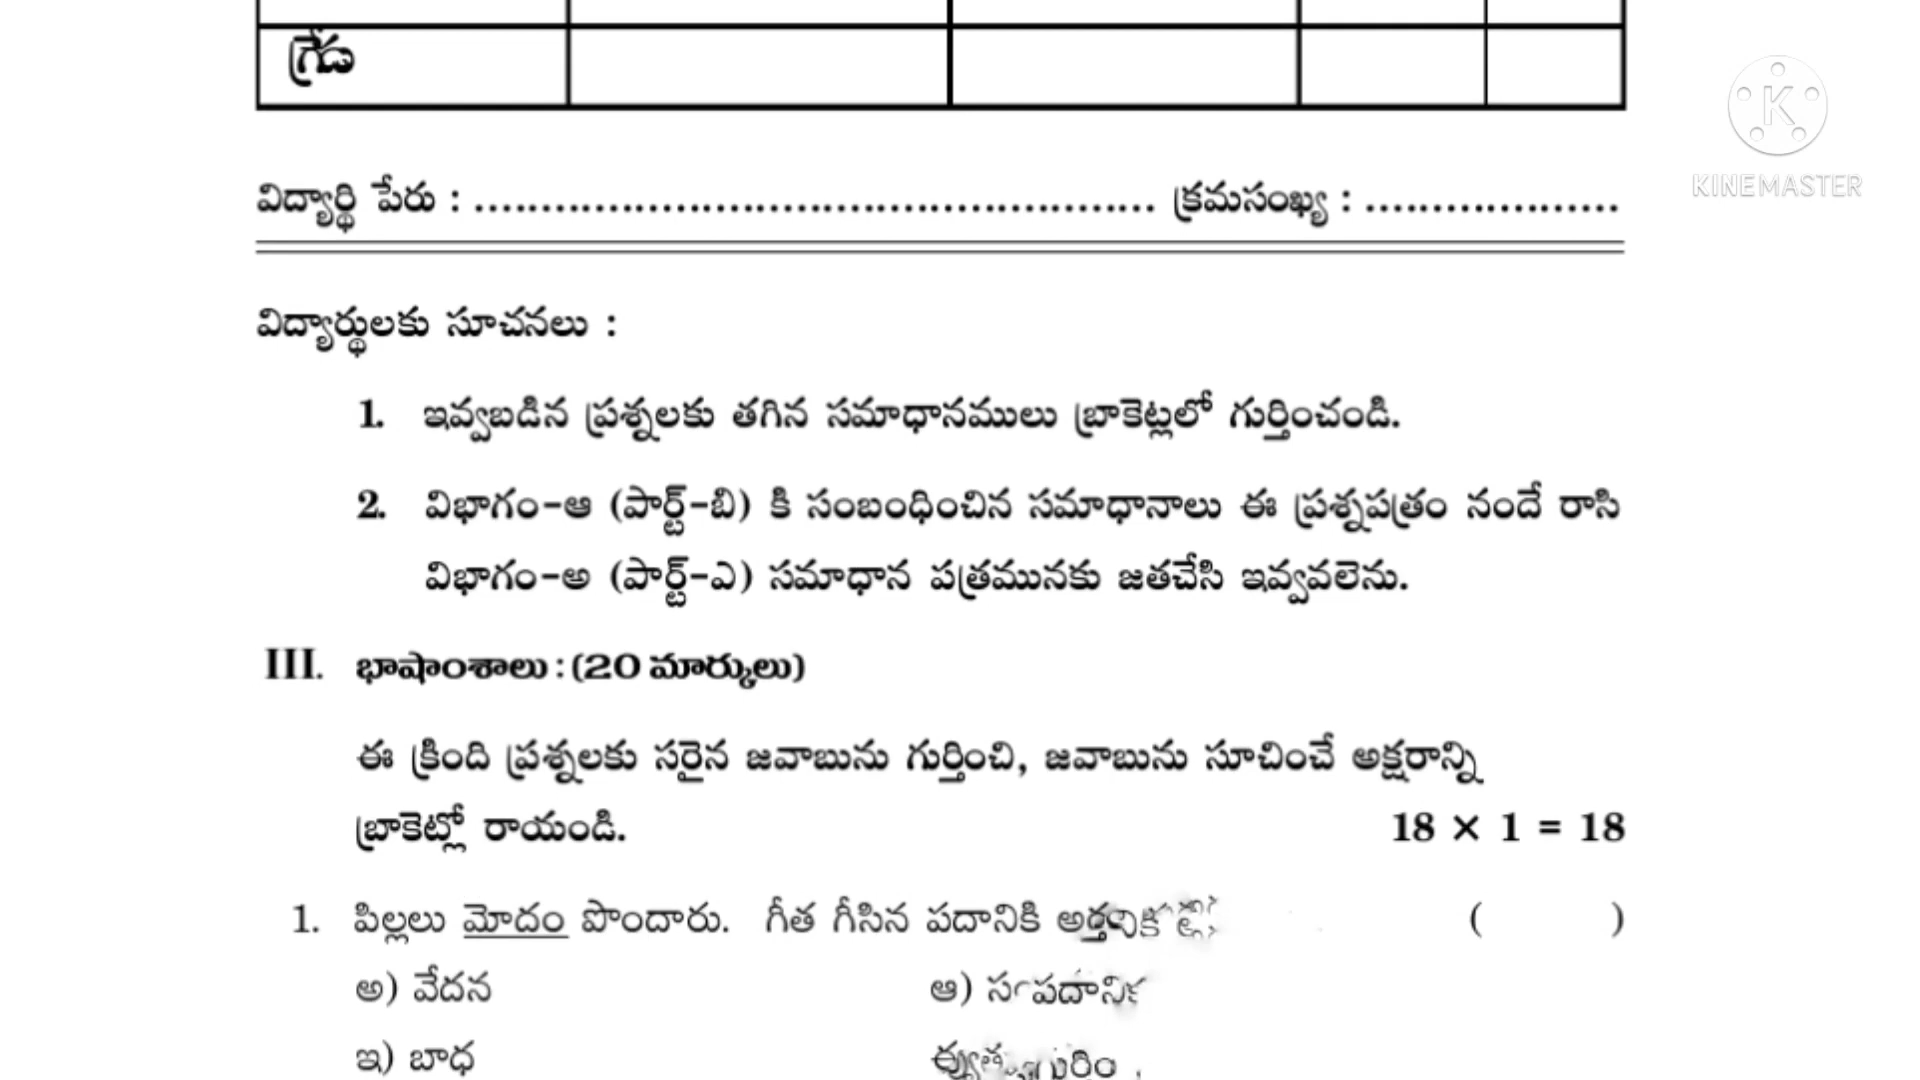 గ్రేడు
KINEMASTER
విద్యార్థి పేరు : .................................................. క్రమసంఖ్య : ...................
విద్యార్థులకు సూచనలు :
1. ఇవ్వబడిన ప్రశ్నలకు తగిన సమాధానములు బ్రాకెట్లలో గుర్తించండి.
2. విభాగం-ఆ (పార్ట్-బి) కి సంబంధించిన సమాధానాలు ఈ ప్రశ్నపత్రం నందే రాసి
విభాగం-అ (పార్ట్-ఎ) సమాధాన పత్రమునకు జతచేసి ఇవ్వవలెను.
III. భాషాంశాలు : (20 మార్కులు)
ఈ క్రింది ప్రశ్నలకు సరైన జవాబును గుర్తించి, జవాబును సూచించే అక్షరాన్ని
బ్రాకెట్లో రాయండి. 18 × 1 = 18
1. పిల్లలు మోదం పొందారు. గీత గీసిన పదానికి ( )
అ) వేదన ఆ)
ఇ) బాధ